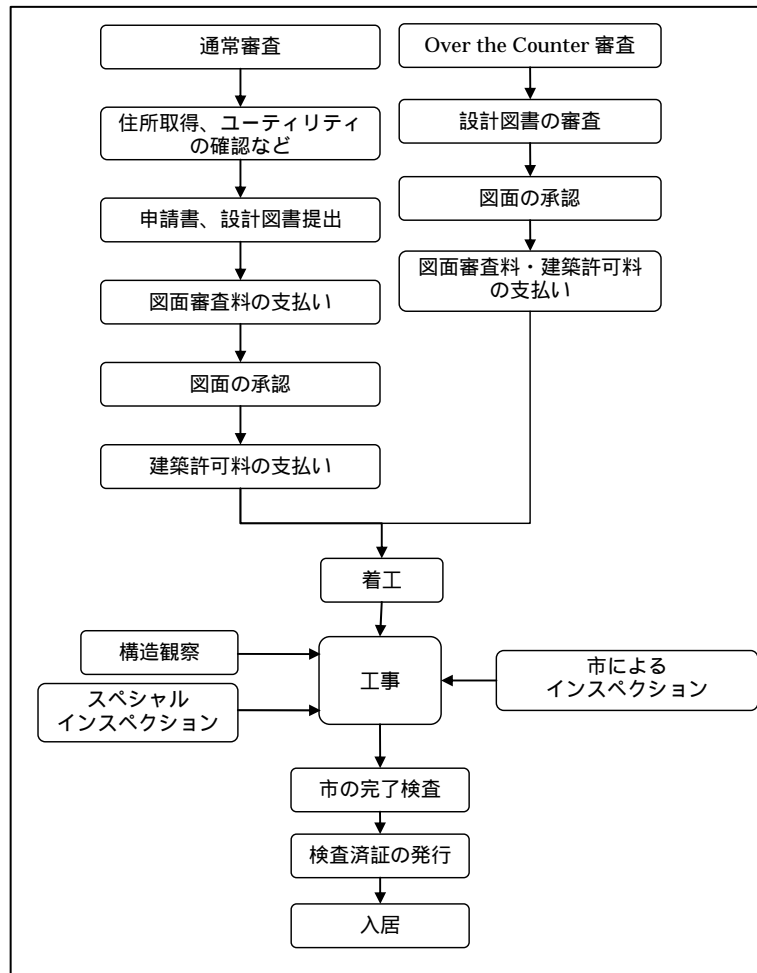 通常審査
住所取得、ユーティリティ
の確認など
申請書、設計図書提出
図面審査料の支払い
図面の承認
建築許可料の支払い
Over the Counter 審査
設計図書の審査
図面の承認
図面審査料・建築許可料
の支払い
着工
構造観察
スペシャル
インスペクション
工事
市による
インスペクション
市の完了検査
検査済証の発行
入居